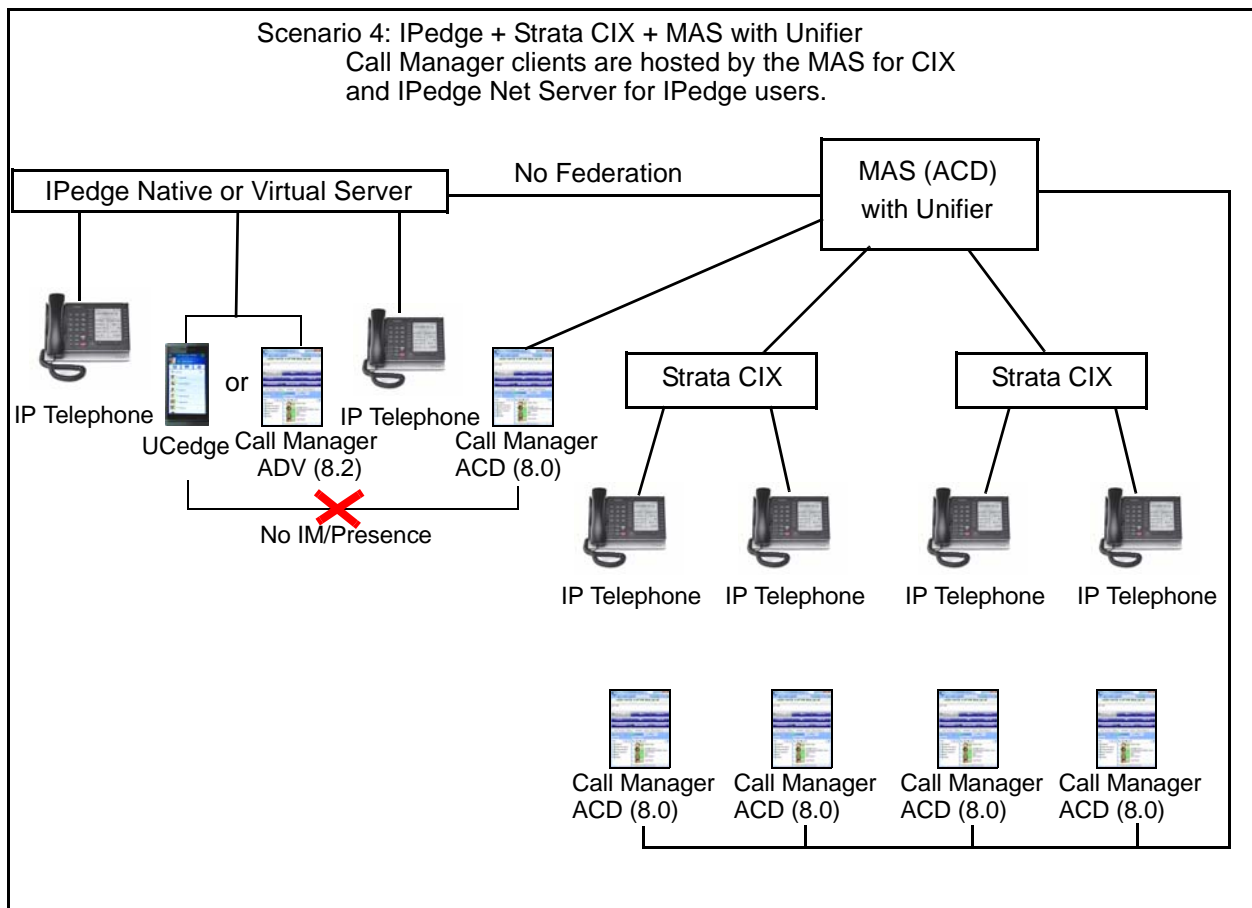 Scenario 4: IPedge + Strata CIX + MAS with Unifier
Call Manager clients are hosted by the MAS for CIX
and IPedge Net Server for IPedge users.
No Federation
MAS (ACD)
with Unifier
IPedge Native or Virtual Server
IP Telephone
UCedge
or
Call Manager
ADV (8.2)
IP Telephone
Call Manager
ACD (8.0)
No IM/Presence
Strata CIX
Strata CIX
IP Telephone
IP Telephone
IP Telephone
IP Telephone
Call Manager
ACD (8.0)
Call Manager
ACD (8.0)
Call Manager
ACD (8.0)
Call Manager
ACD (8.0)